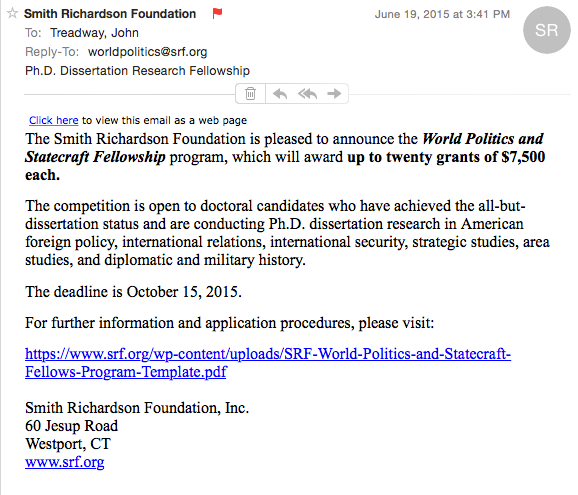 Smith Richardson Foundation
June 19, 2015 at 3:41 PM
SR
To: Treadway, John
Reply-To: worldpolitics@srf.org
Ph.D. Dissertation Research Fellowship
Click here to view this email as a web page
The Smith Richardson Foundation is pleased to announce the World Politics and
Statecraft Fellowship program, which will award up to twenty grants of $7,500
each.
The competition is open to doctoral candidates who have achieved the all-but-
dissertation status and are conducting Ph.D. dissertation research in American
foreign policy, international relations, international security, strategic studies, area
studies, and diplomatic and military history.
The deadline is October 15, 2015.
For further information and application procedures, please visit:
https://www.srf.org/wp-content/uploads/SRF-World-Politics-and-Statecraft-
Fellows-Program-Template.pdf
Smith Richardson Foundation, Inc.
60 Jesup Road
Westport, CT
www.srf.org